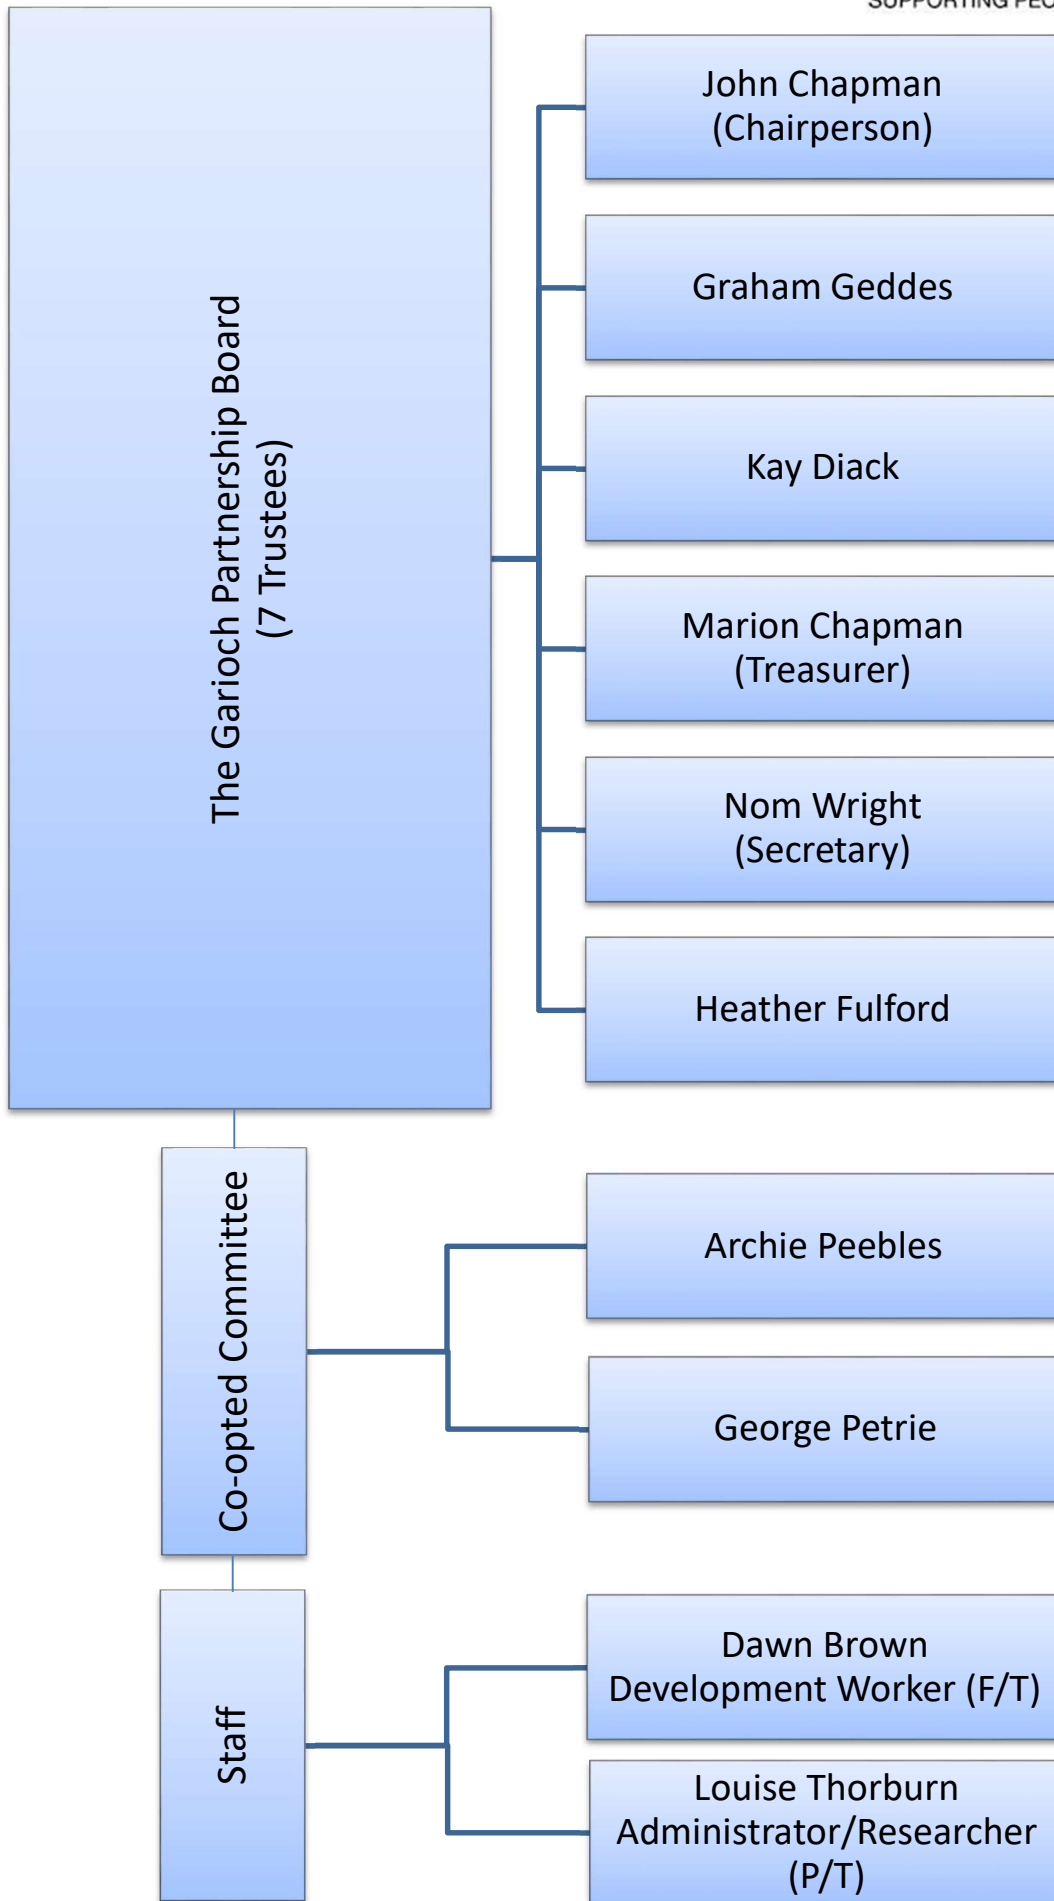 SUPPORTING
John Chapman
(Chairperson)
Graham Geddes
Kay Diack
The Garioch Partnership Board
(7 Trustees)
Marion Chapman
(Treasurer)
Nom Wright
(Secretary)
Heather Fulford
Co-opted Committee
Archie Peebles
George Petrie
Staff
Dawn Brown
Development Worker (F/T)
Louise Thorburn
Administrator/Researcher
(P/T)